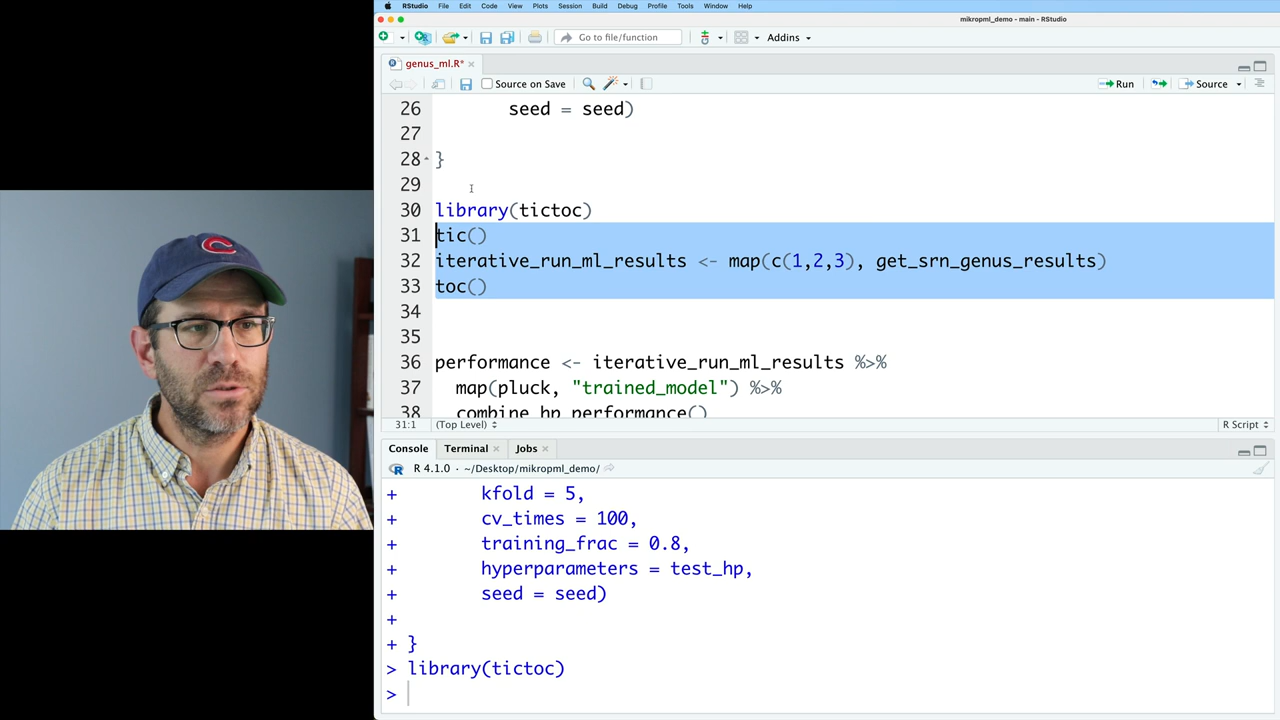 RStudio File Edit Code View Plots Session Build Debug Profile Tools Window Help
mikropml_demo - main - RStudio
Go to file/function Addins
genus_ml.R*
Source on Save Run Source
26 seed = seed)
27
28 }
29
30 library(tictoc)
31 tic()
32 iterative_run_ml_results <- map(c(1,2,3), get_srn_genus_results)
33 toc()
34
35
36 performance <- iterative_run_ml_results %>%
37 map(pluck, "trained_model") %>%
38 combine_hp_performance()
31:1 (Top Level) R Script
Console Terminal Jobs
R 4.1.0 · ~/Desktop/mikropml_demo/
+ kfold = 5,
+ cv_times = 100,
+ training_frac = 0.8,
+ hyperparameters = test_hp,
+ seed = seed)
+
+ }
> library(tictoc)
>